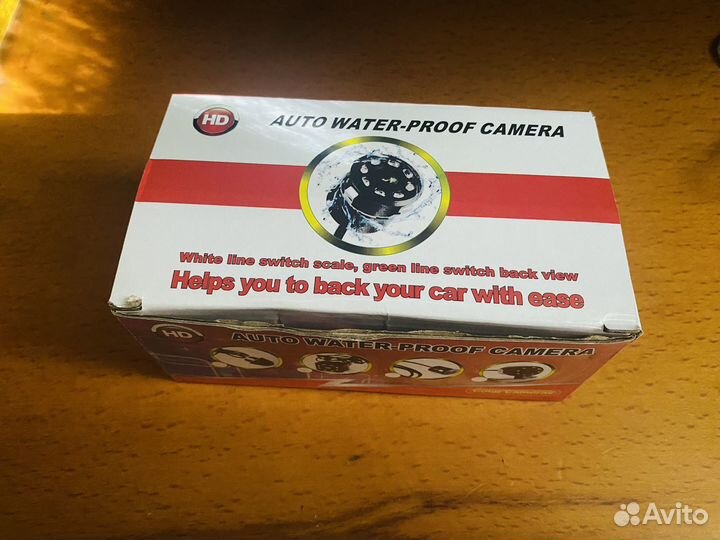 HD
AUTO WATER-PROOF CAMERA
White line switch scale, green line switch back view
Helps you to back your car with ease
HD
AUTO WATER-PROOF CAMERA
Avito